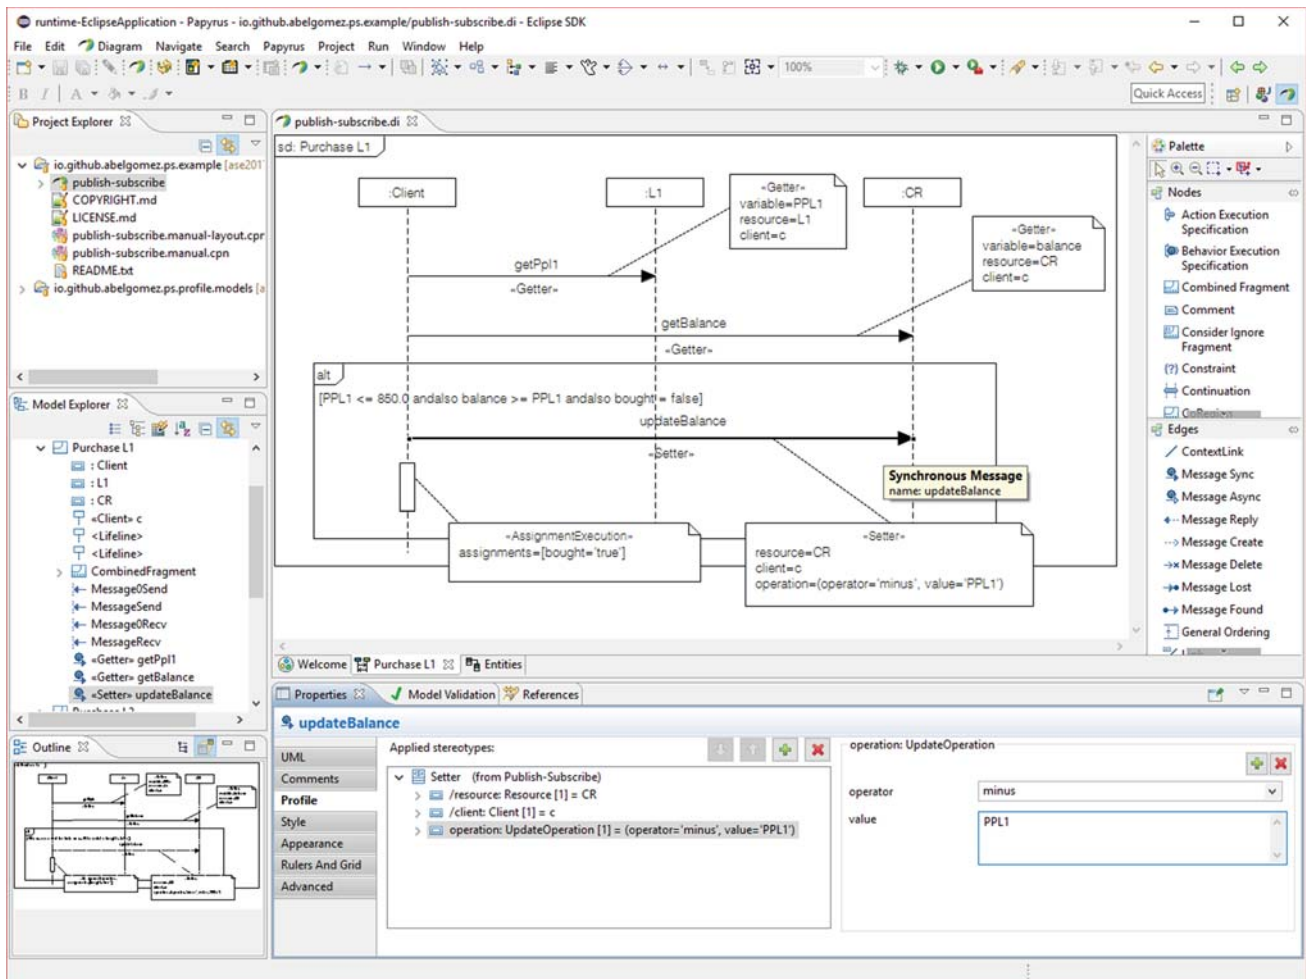 runtime-EclipseApplication - Papyrus - io.github.abelgomez.ps.example/publish-subscribe.di - Eclipse SDK
File Edit Diagram Navigate Search Papyrus Project Run Window Help
100%
B I A
Quick Access
Project Explorer
io.github.abelgomez.ps.example [ase201
publish-subscribe
COPYRIGHT.md
LICENSE.md
publish-subscribe.manual-layout.cpr
publish-subscribe.manual.cpn
README.txt
io.github.abelgomez.ps.profile.models [a
Model Explorer
Purchase L1
: Client
: L1
: CR
«Client» c
<Lifeline>
<Lifeline>
CombinedFragment
Message0Send
MessageSend
Message0Recv
MessageRecv
«Getter» getPpl1
«Getter» getBalance
«Setter» updateBalance
Outline
publish-subscribe.di
sd: Purchase L1
:Client
:L1
:CR
«Getter»
variable=PPL1
resource=L1
client=c
«Getter»
variable=balance
resource=CR
client=c
getPpl1
«Getter»
getBalance
«Getter»
alt
[PPL1 <= 850.0 andalso balance >= PPL1 andalso bought = false]
updateBalance
«Setter»
Synchronous Message
name: updateBalance
«AssignmentExecution»
assignments=[bought='true']
«Setter»
resource=CR
client=c
operation=(operator='minus', value='PPL1')
Welcome
Purchase L1
Entities
Palette
Nodes
Action Execution
Specification
Behavior Execution
Specification
Combined Fragment
Comment
Consider Ignore
Fragment
Constraint
Continuation
Edges
ContextLink
Message Sync
Message Async
Message Reply
Message Create
Message Delete
Message Lost
Message Found
General Ordering
Properties
Model Validation
References
updateBalance
UML
Comments
Profile
Style
Appearance
Rulers And Grid
Advanced
Applied stereotypes:
Setter (from Publish-Subscribe)
/resource: Resource [1] = CR
/client: Client [1] = c
operation: UpdateOperation [1] = (operator='minus', value='PPL1')
operation: UpdateOperation
operator
minus
value
PPL1